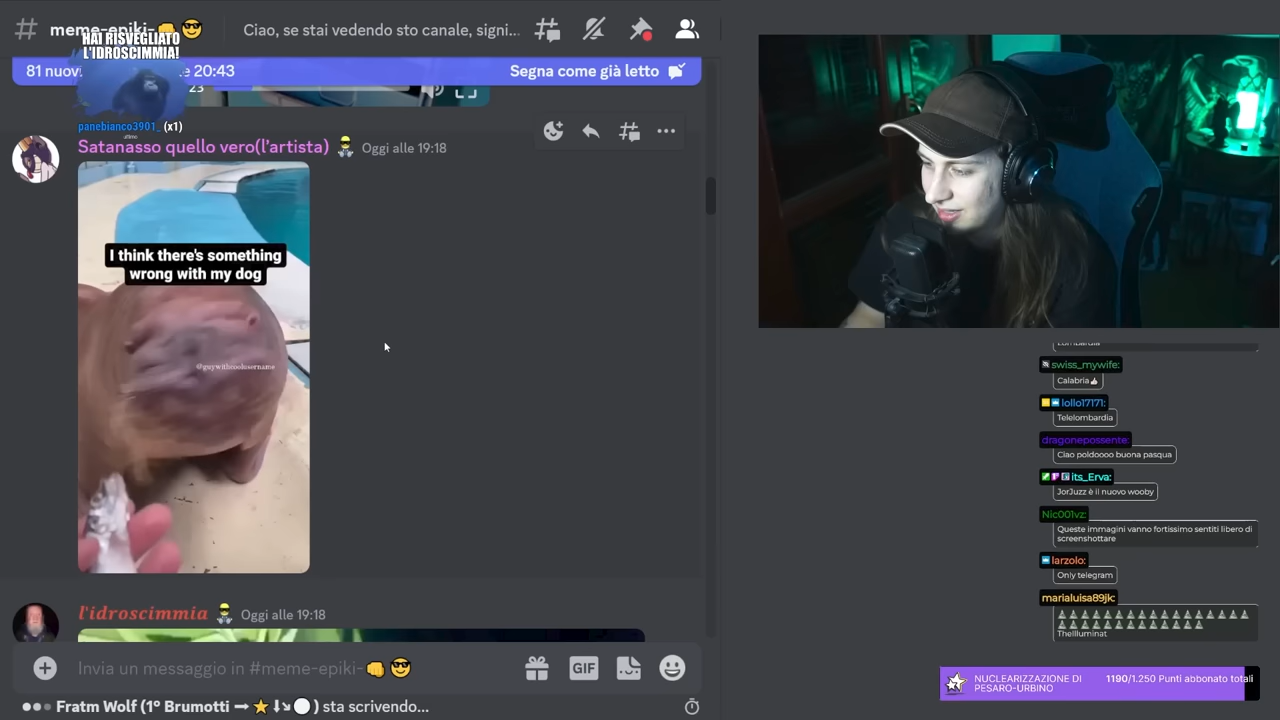 # meme-epiki-👊😎
Ciao, se stai vedendo sto canale, signi...
HAI RISVEGLIATO
L'IDROSCIMMIA!
81 nuov
20:43
Segna come già letto
23
panebianco3901_ (x1)
Satanasso quello vero(l'artista)
Oggi alle 19:18
I think there's something
wrong with my dog
@guywithcoolusername
l'idroscimmia
Oggi alle 19:18
Invia un messaggio in #meme-epiki-👊😎
GIF
Fratm Wolf (1° Brumotti ➞ ⭐ ⬇↘⚪) sta scrivendo...
Lombardia
swiss_mywife:
Calabria👍🏻
lollo17171:
Telelombardia
dragonepossente:
Ciao poldoooo buona pasqua
its_Erva:
JorJuzz è il nuovo wooby
Nic001vz:
Queste immagini vanno fortissimo sentiti libero di
screenshottare
larzolo:
Only telegram
marialuisa89jk:
TheIlluminat
NUCLEARIZZAZIONE DI
PESARO-URBINO
1190/1.250 Punti abbonato totali